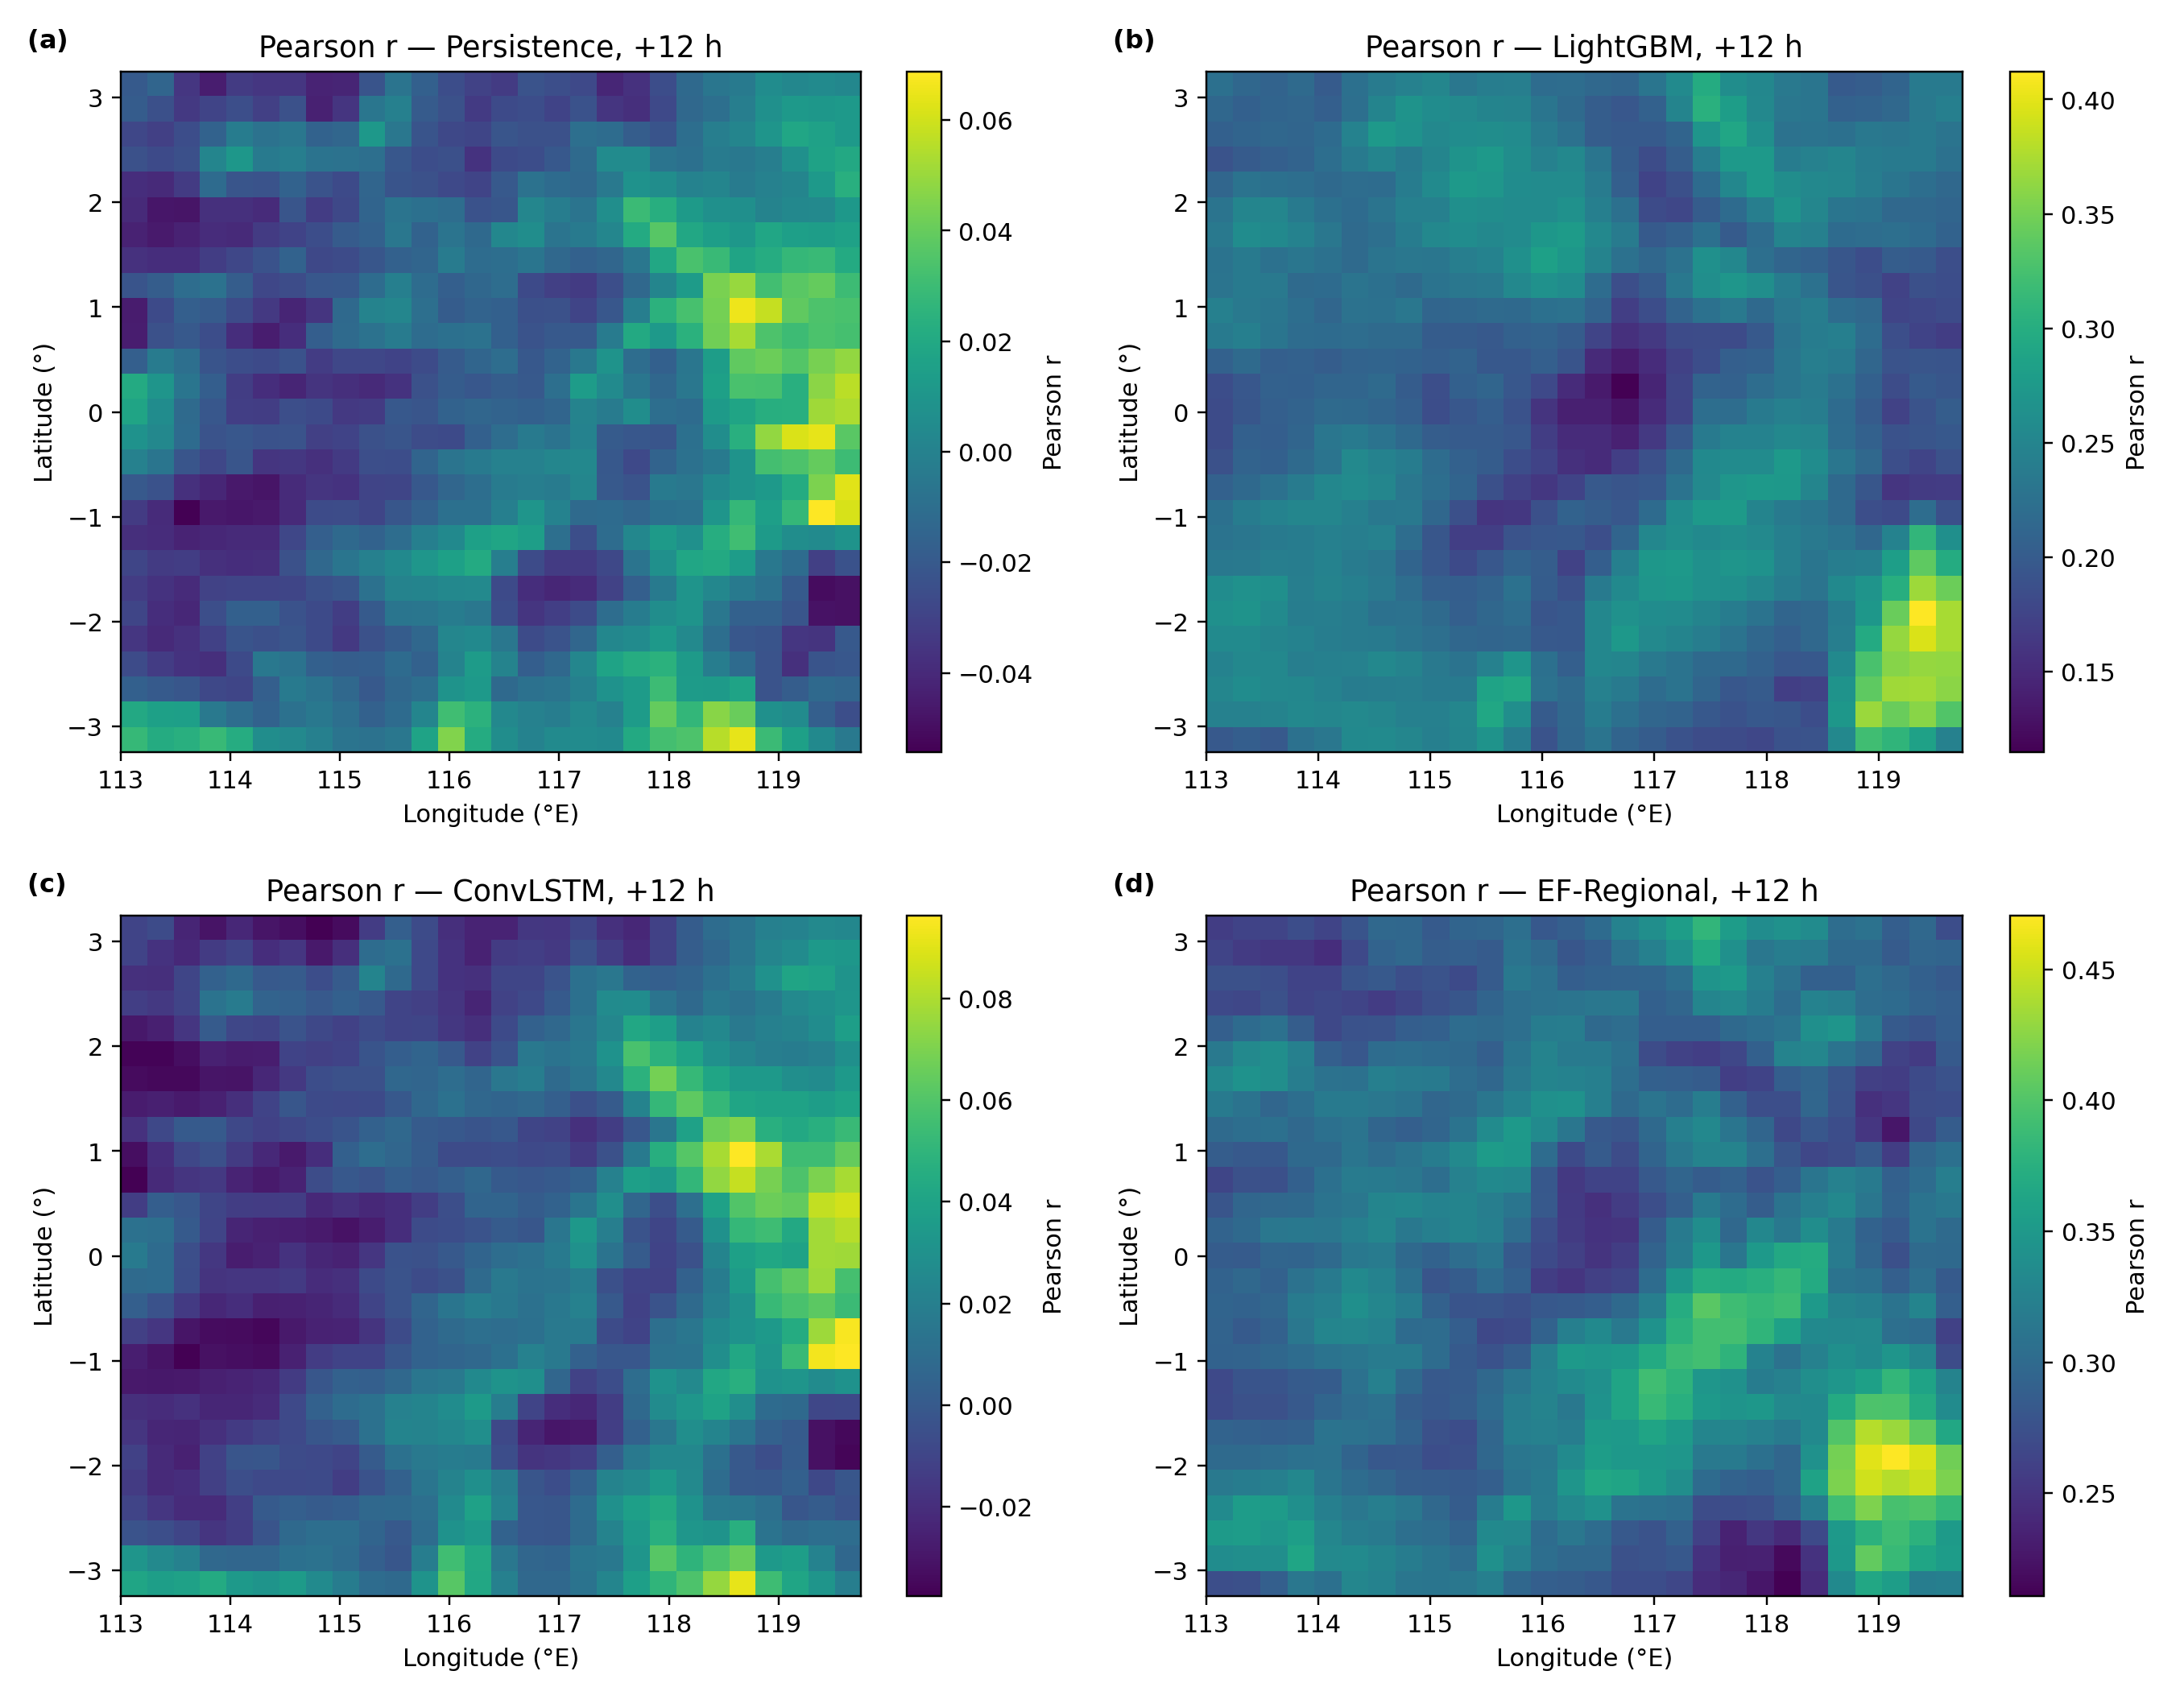 (a)
Pearson r — Persistence, +12 h
3
2
1
0
−1
−2
−3
Latitude (°)
113 114 115 116 117 118 119
Longitude (°E)
0.06
0.04
0.02
0.00
−0.02
−0.04
Pearson r
(b)
Pearson r — LightGBM, +12 h
3
2
1
0
−1
−2
−3
Latitude (°)
113 114 115 116 117 118 119
Longitude (°E)
0.40
0.35
0.30
0.25
0.20
0.15
Pearson r
(c)
Pearson r — ConvLSTM, +12 h
3
2
1
0
−1
−2
−3
Latitude (°)
113 114 115 116 117 118 119
Longitude (°E)
0.08
0.06
0.04
0.02
0.00
−0.02
Pearson r
(d)
Pearson r — EF-Regional, +12 h
3
2
1
0
−1
−2
−3
Latitude (°)
113 114 115 116 117 118 119
Longitude (°E)
0.45
0.40
0.35
0.30
0.25
Pearson r